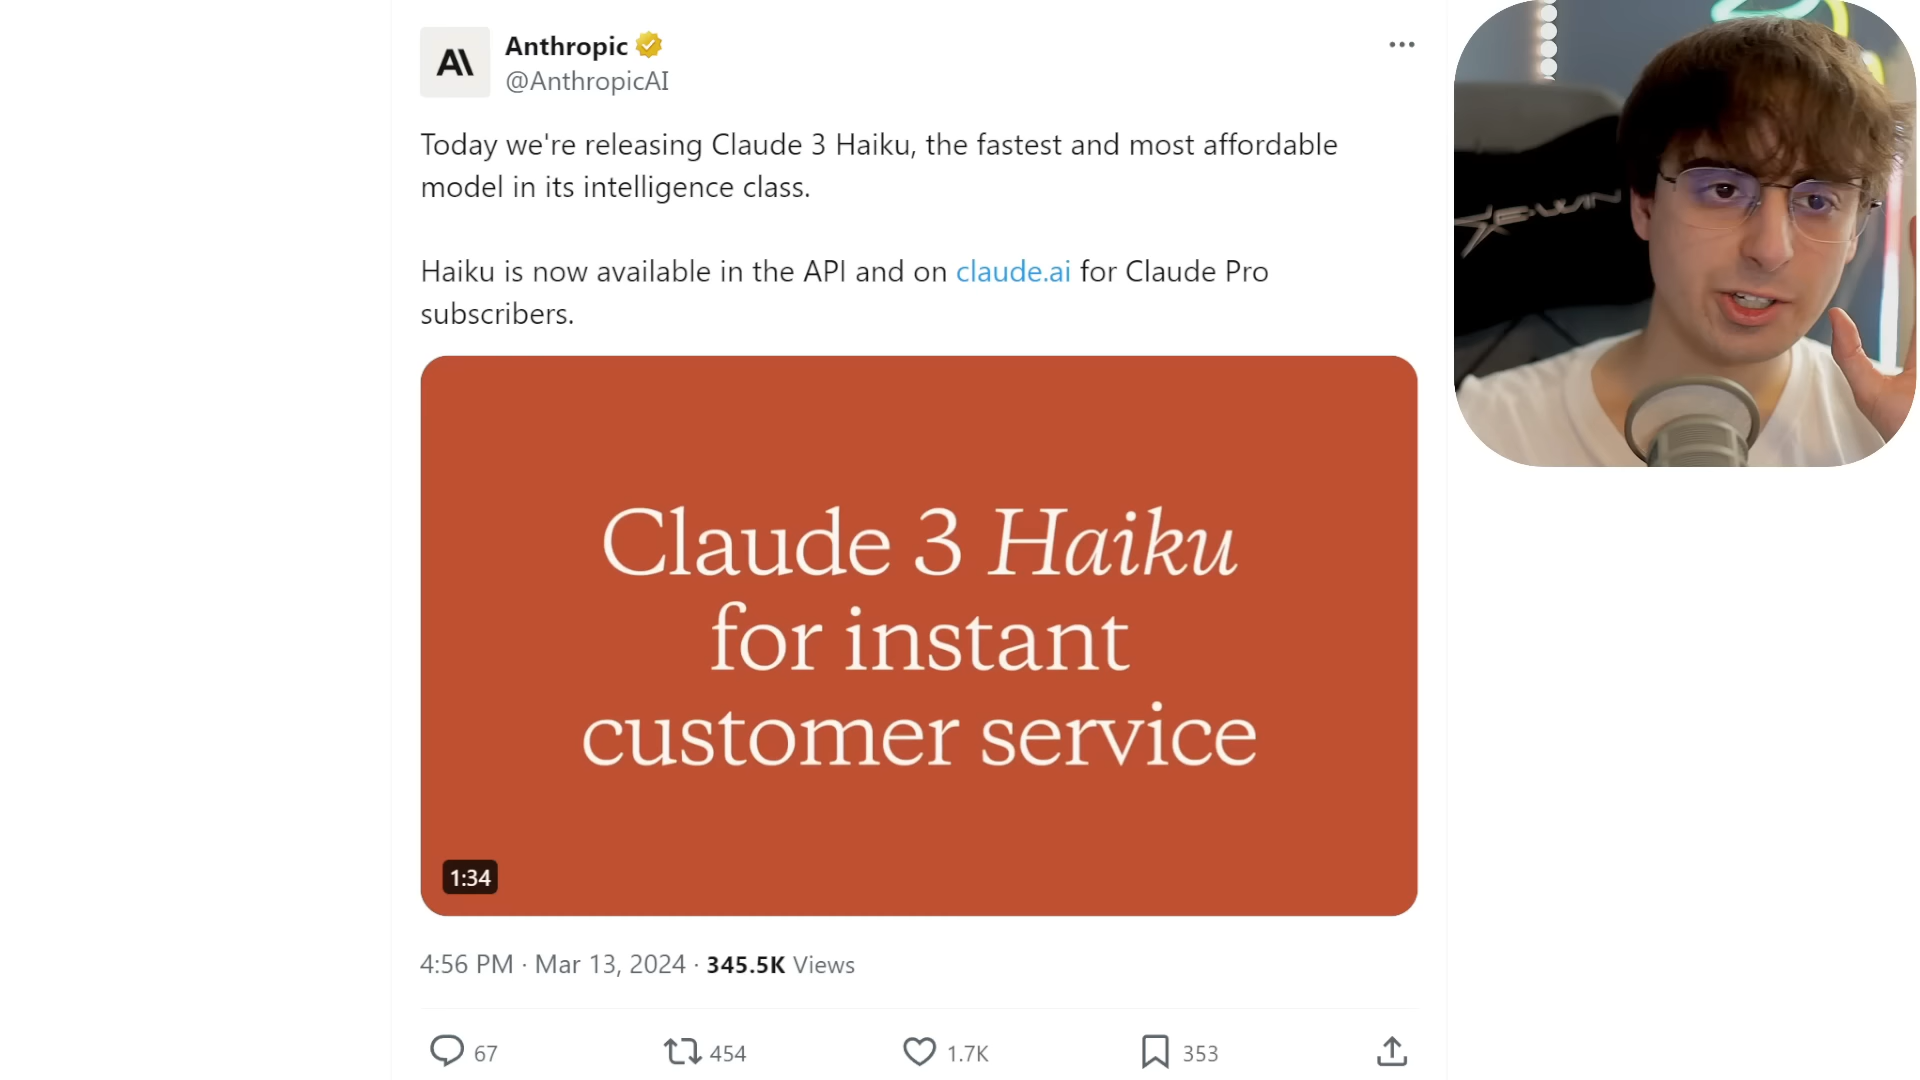 Anthropic
@AnthropicAI
Today we're releasing Claude 3 Haiku, the fastest and most affordable
model in its intelligence class.
Haiku is now available in the API and on claude.ai for Claude Pro
subscribers.
Claude 3 Haiku
for instant
customer service
1:34
4:56 PM · Mar 13, 2024 · 345.5K Views
67 454 1.7K 353
E-WIN